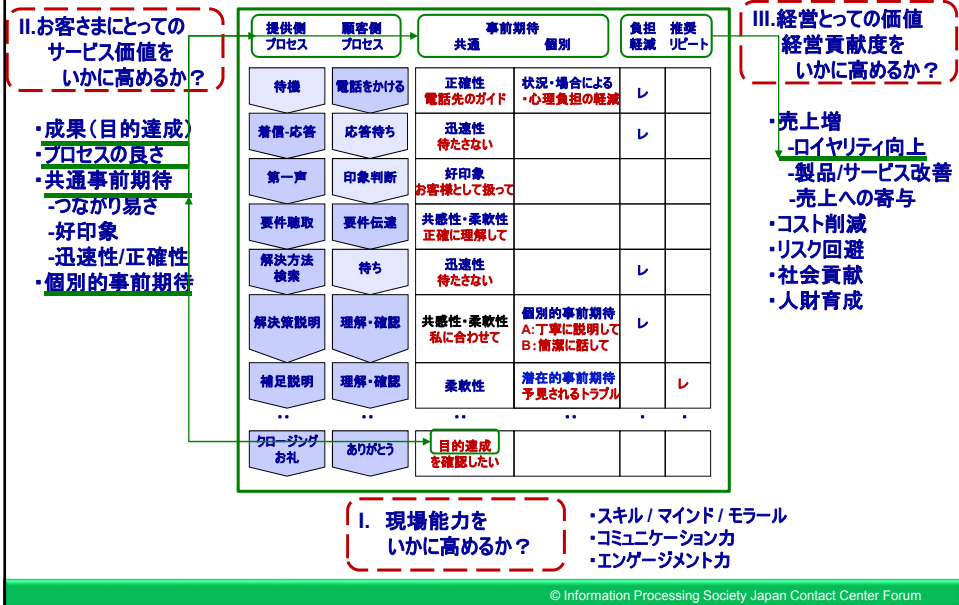 II.お客さまにとっての
サービス価値を
いかに高めるか？
・成果（目的達成）
・プロセスの良さ
・共通事前期待
-つながり易さ
-好印象
-迅速性/正確性
・個別的事前期待
提供側
プロセス
顧客側
プロセス
事前期待
共通 個別
負担
軽減
推奨
リピート
待機
電話をかける
正確性
電話先のガイド
状況・場合による
・心理負担の軽減
レ
着信-応答
応答待ち
迅速性
待たさない
レ
第一声
印象判断
好印象
お客様として扱って
要件聴取
要件伝達
共感性・柔軟性
正確に理解して
解決方法
検索
待ち
迅速性
待たさない
レ
解決策説明
理解・確認
共感性・柔軟性
私に合わせて
個別的事前期待
A:丁寧に説明して
B:簡潔に話して
レ
補足説明
理解・確認
柔軟性
潜在的事前期待
予見されるトラブル
レ
‥ ‥ ‥ ‥ ・ ・
クロージング
お礼
ありがとう
目的達成
を確認したい
III.経営とっての価値
経営貢献度を
いかに高めるか？
・売上増
-ロイヤリティ向上
-製品/サービス改善
-売上への寄与
・コスト削減
・リスク回避
・社会貢献
・人財育成
I. 現場能力を
いかに高めるか？
・スキル / マインド / モラール
・コミュニケーション力
・エンゲージメント力
© Information Processing Society Japan Contact Center Forum